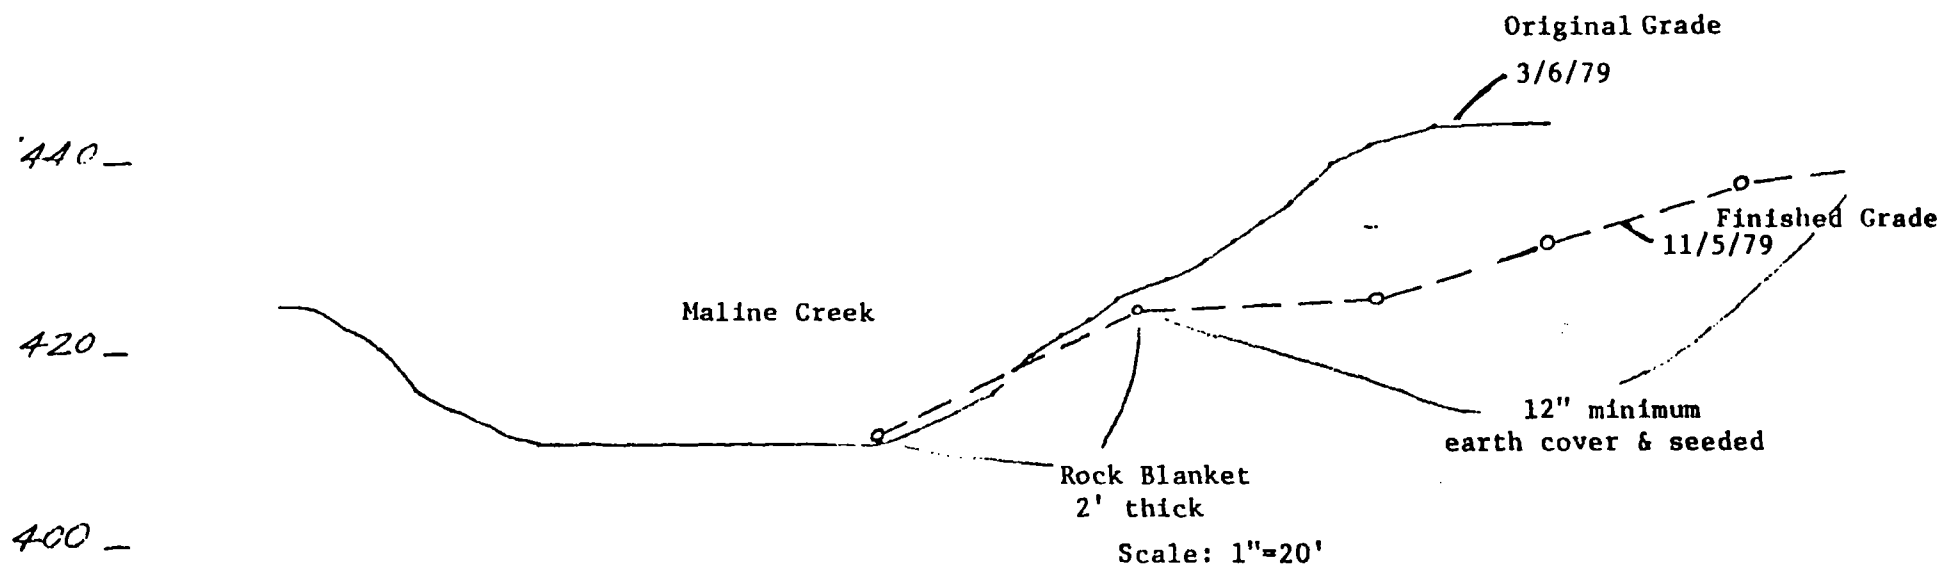 Original Grade
3/6/79
440
Finished Grade
11/5/79
Maline Creek
420
12" minimum
earth cover & seeded
Rock Blanket
2' thick
400
Scale: 1"=20'